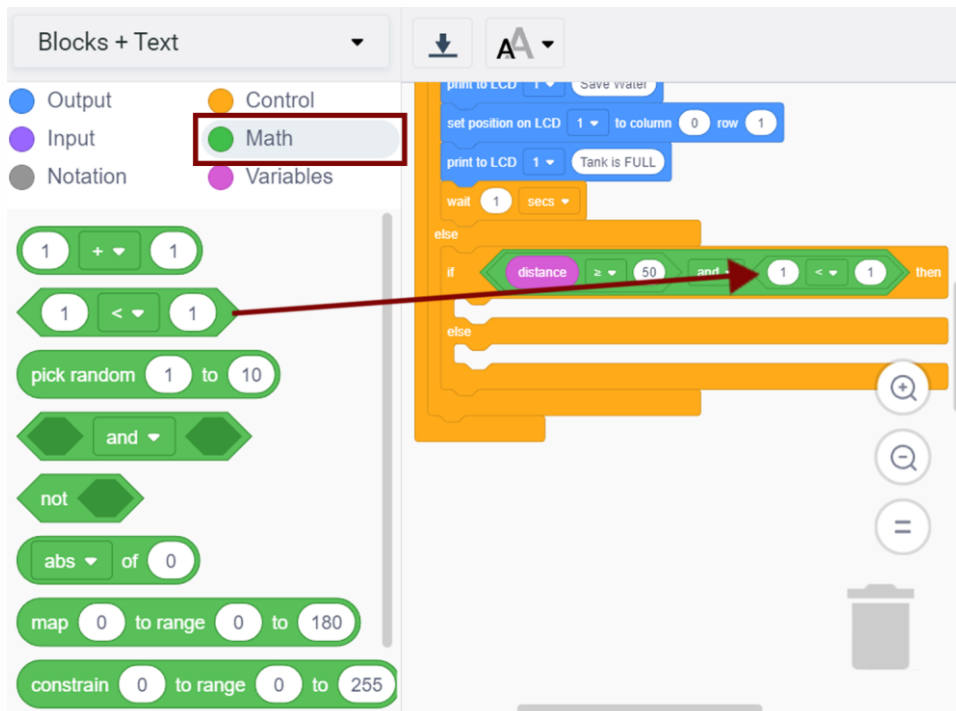 Blocks + Text
AA
Output
Control
Input
Math
Notation
Variables
1 + 1
1 < 1
pick random 1 to 10
and
not
abs of 0
map 0 to range 0 to 180
constrain 0 to range 0 to 255
print to LCD 1 Save Water
set position on LCD 1 to column 0 row 1
print to LCD 1 Tank is FULL
wait 1 secs
else
if distance ≥ 50 and 1 < 1 then
else
=